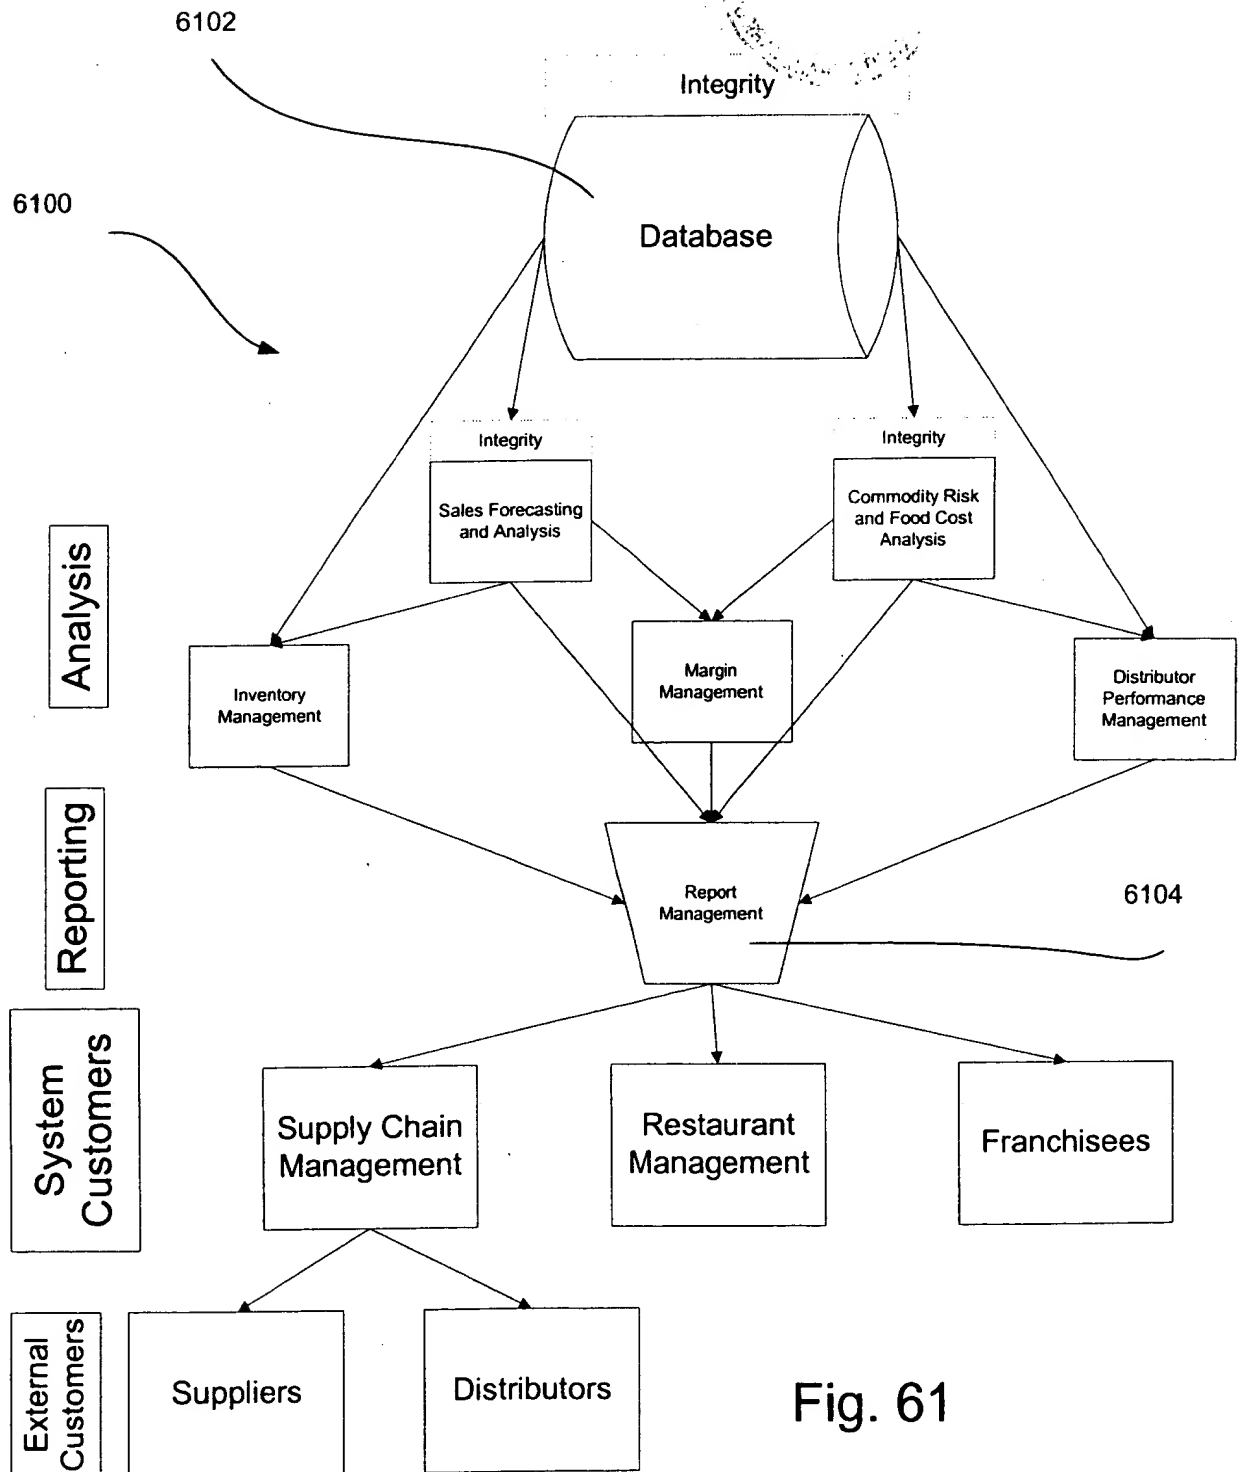 6102
Integrity
6100
Database
Integrity
Integrity
Sales Forecasting
and Analysis
Commodity Risk
and Food Cost
Analysis
Analysis
Inventory
Management
Margin
Management
Distributor
Performance
Management
Reporting
Report
Management
6104
System
Customers
Supply Chain
Management
Restaurant
Management
Franchisees
External
Customers
Suppliers
Distributors
Fig. 61